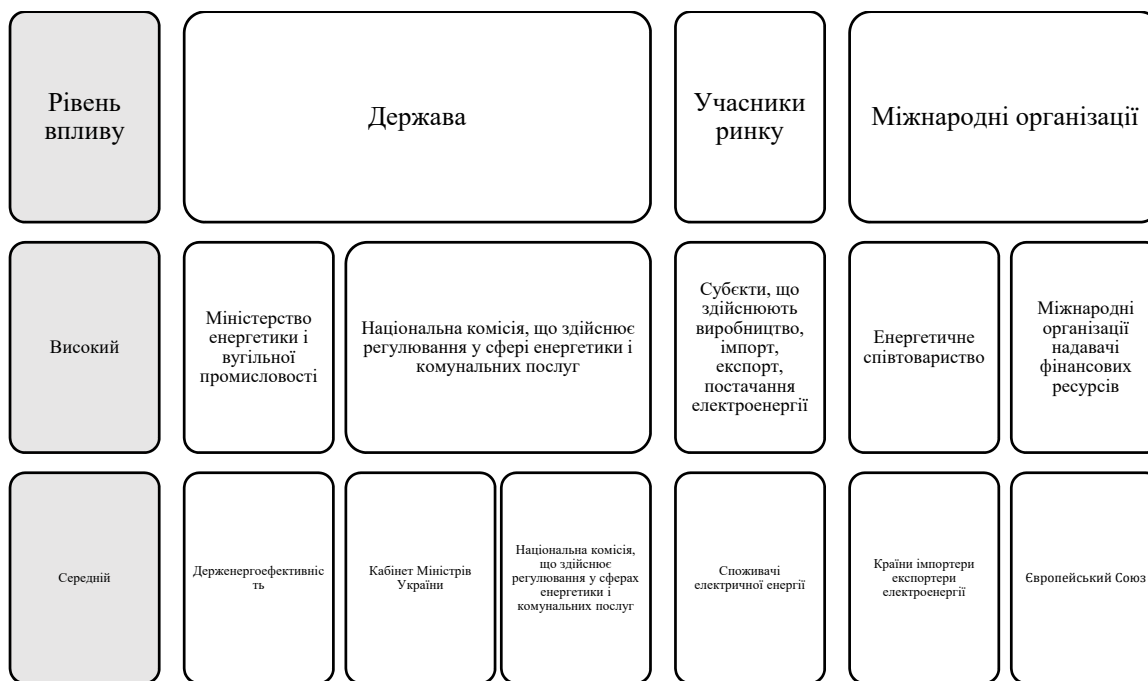 Рівень
впливу
Держава
Учасники
ринку
Міжнародні організації
Високий
Міністерство
енергетики і
вугільної
промисловості
Національна комісія, що здійснює
регулювання у сфері енергетики і
комунальних послуг
Субєкти, що
здійснюють
виробництво,
імпорт,
експорт,
постачання
електроенергії
Енергетичне
співтовариство
Міжнародні
організації
надавачі
фінансових
ресурсів
Середній
Держенергоефективніс
ть
Кабінет Міністрів
України
Національна комісія,
що здійснює
регулювання у сферах
енергетики і
комунальних послуг
Споживачі
електричної енергії
Країни імпортери
експортери
електроенергії
Європейський Союз